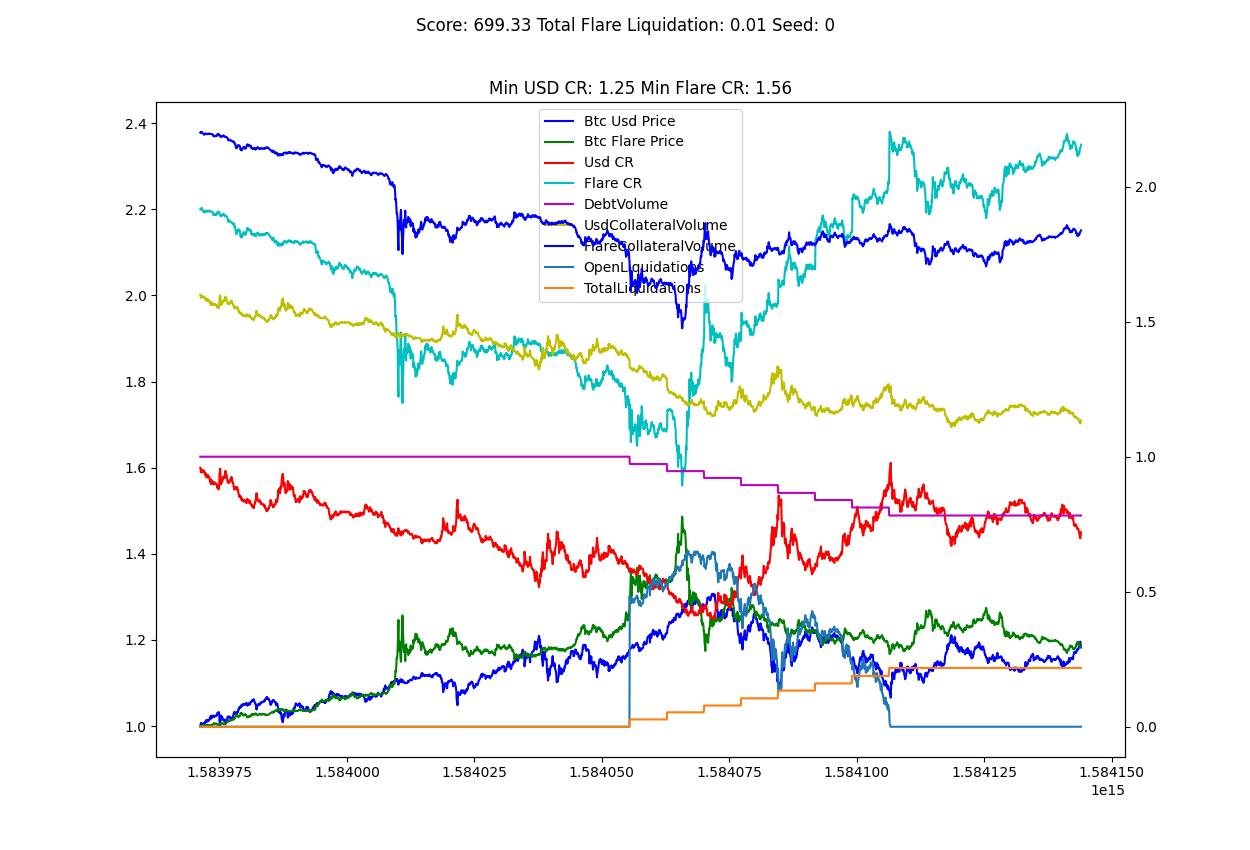 Score: 699.33 Total Flare Liquidation: 0.01 Seed: 0
Min USD CR: 1.25 Min Flare CR: 1.56
Btc Usd Price
Btc Flare Price
Usd CR
Flare CR
DebtVolume
UsdCollateralVolume
FlareCollateralVolume
OpenLiquidations
TotalLiquidations
2.4
2.2
2.0
1.8
1.6
1.4
1.2
1.0
2.0
1.5
1.0
0.5
0.0
1.583975 1.584000 1.584025 1.584050 1.584075 1.584100 1.584125 1.584150
1e15